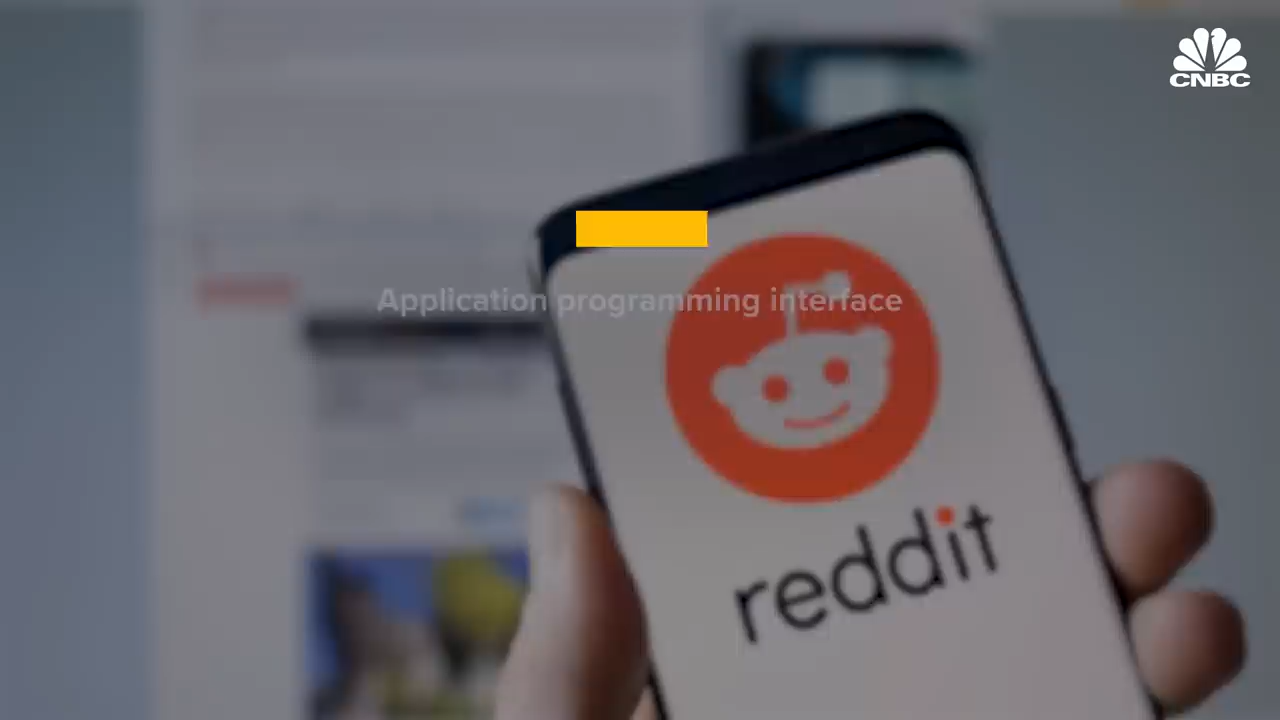 CNBC
Application programming interface
reddit